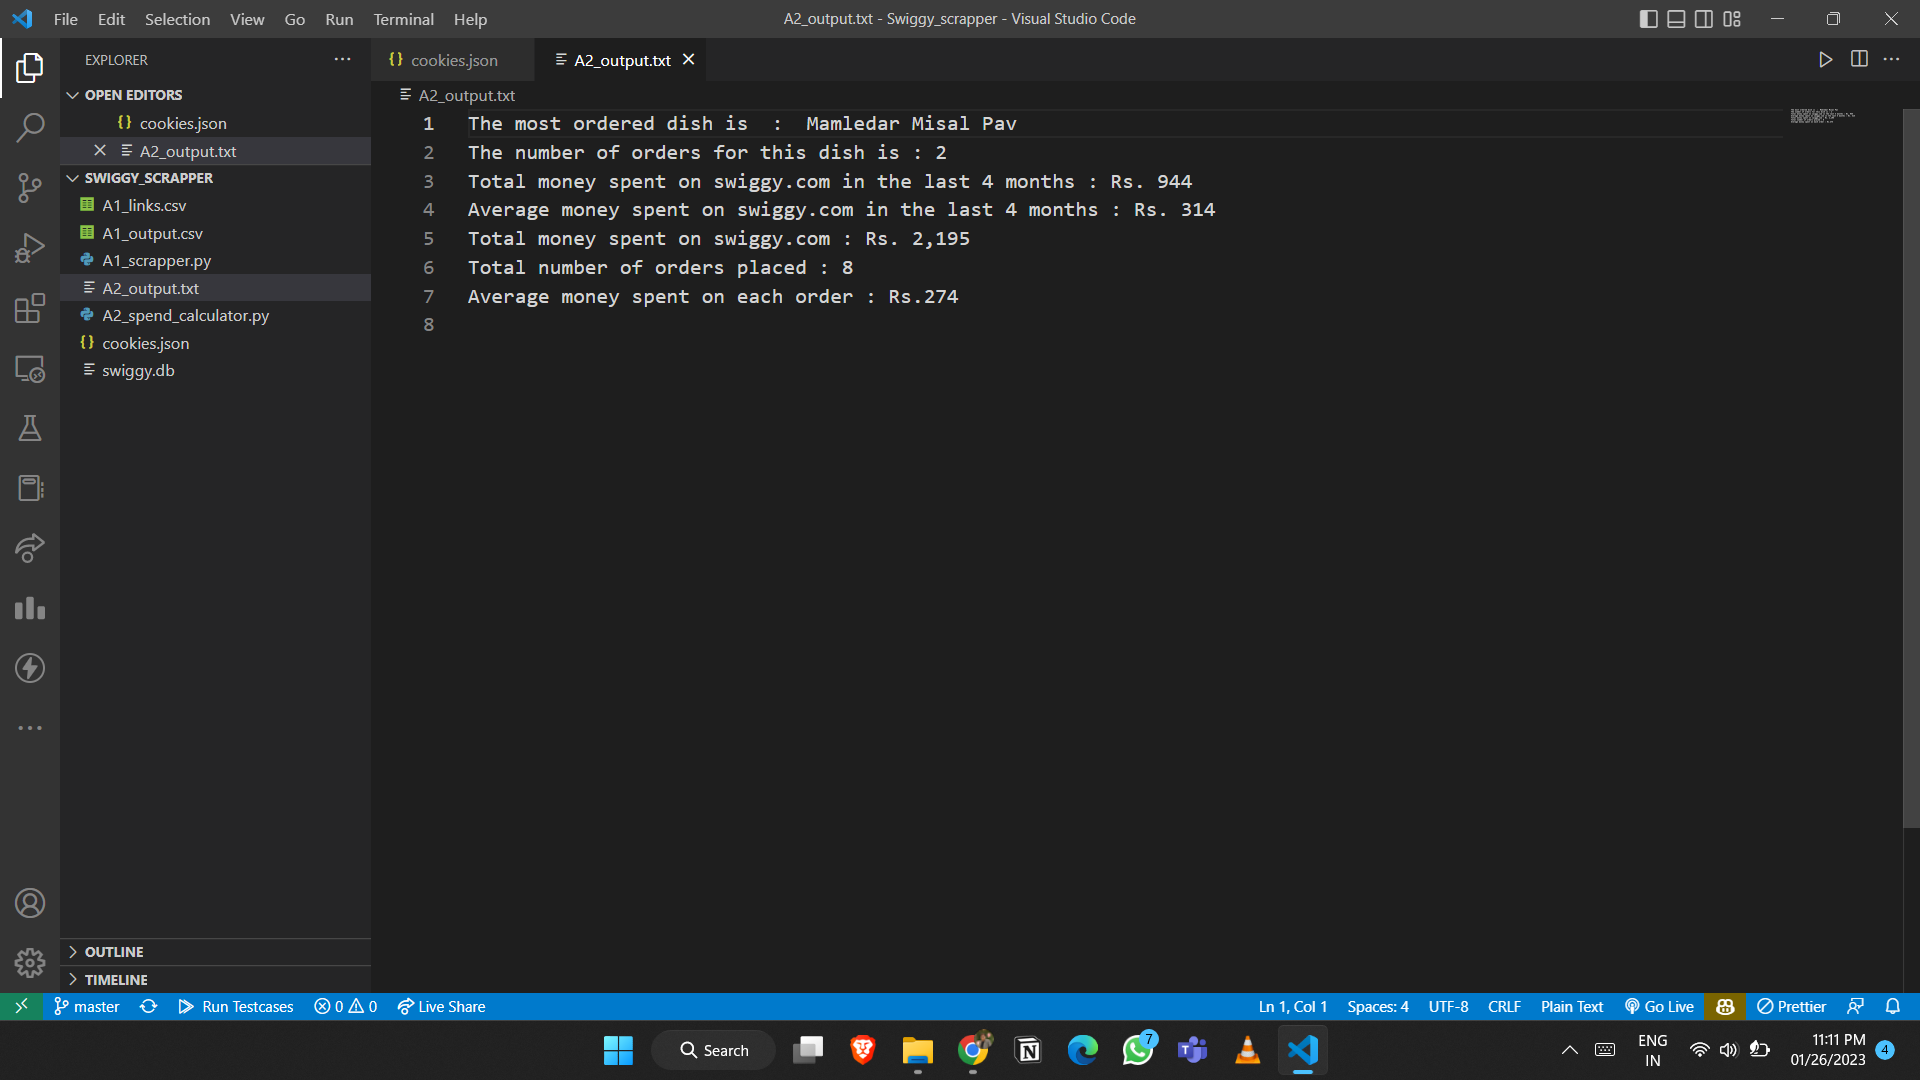 File Edit Selection View Go Run Terminal Help
A2_output.txt - Swiggy_scrapper - Visual Studio Code
EXPLORER
OPEN EDITORS
cookies.json
A2_output.txt
SWIGGY_SCRAPPER
A1_links.csv
A1_output.csv
A1_scrapper.py
A2_output.txt
A2_spend_calculator.py
cookies.json
swiggy.db
OUTLINE
TIMELINE
cookies.json A2_output.txt
A2_output.txt
1 The most ordered dish is  :  Mamledar Misal Pav
2 The number of orders for this dish is : 2
3 Total money spent on swiggy.com in the last 4 months : Rs. 944
4 Average money spent on swiggy.com in the last 4 months : Rs. 314
5 Total money spent on swiggy.com : Rs. 2,195
6 Total number of orders placed : 8
7 Average money spent on each order : Rs.274
8
master Run Testcases 0 0 Live Share Ln 1, Col 1 Spaces: 4 UTF-8 CRLF Plain Text Go Live Prettier
Search 7 ENG IN 11:11 PM 01/26/2023 4